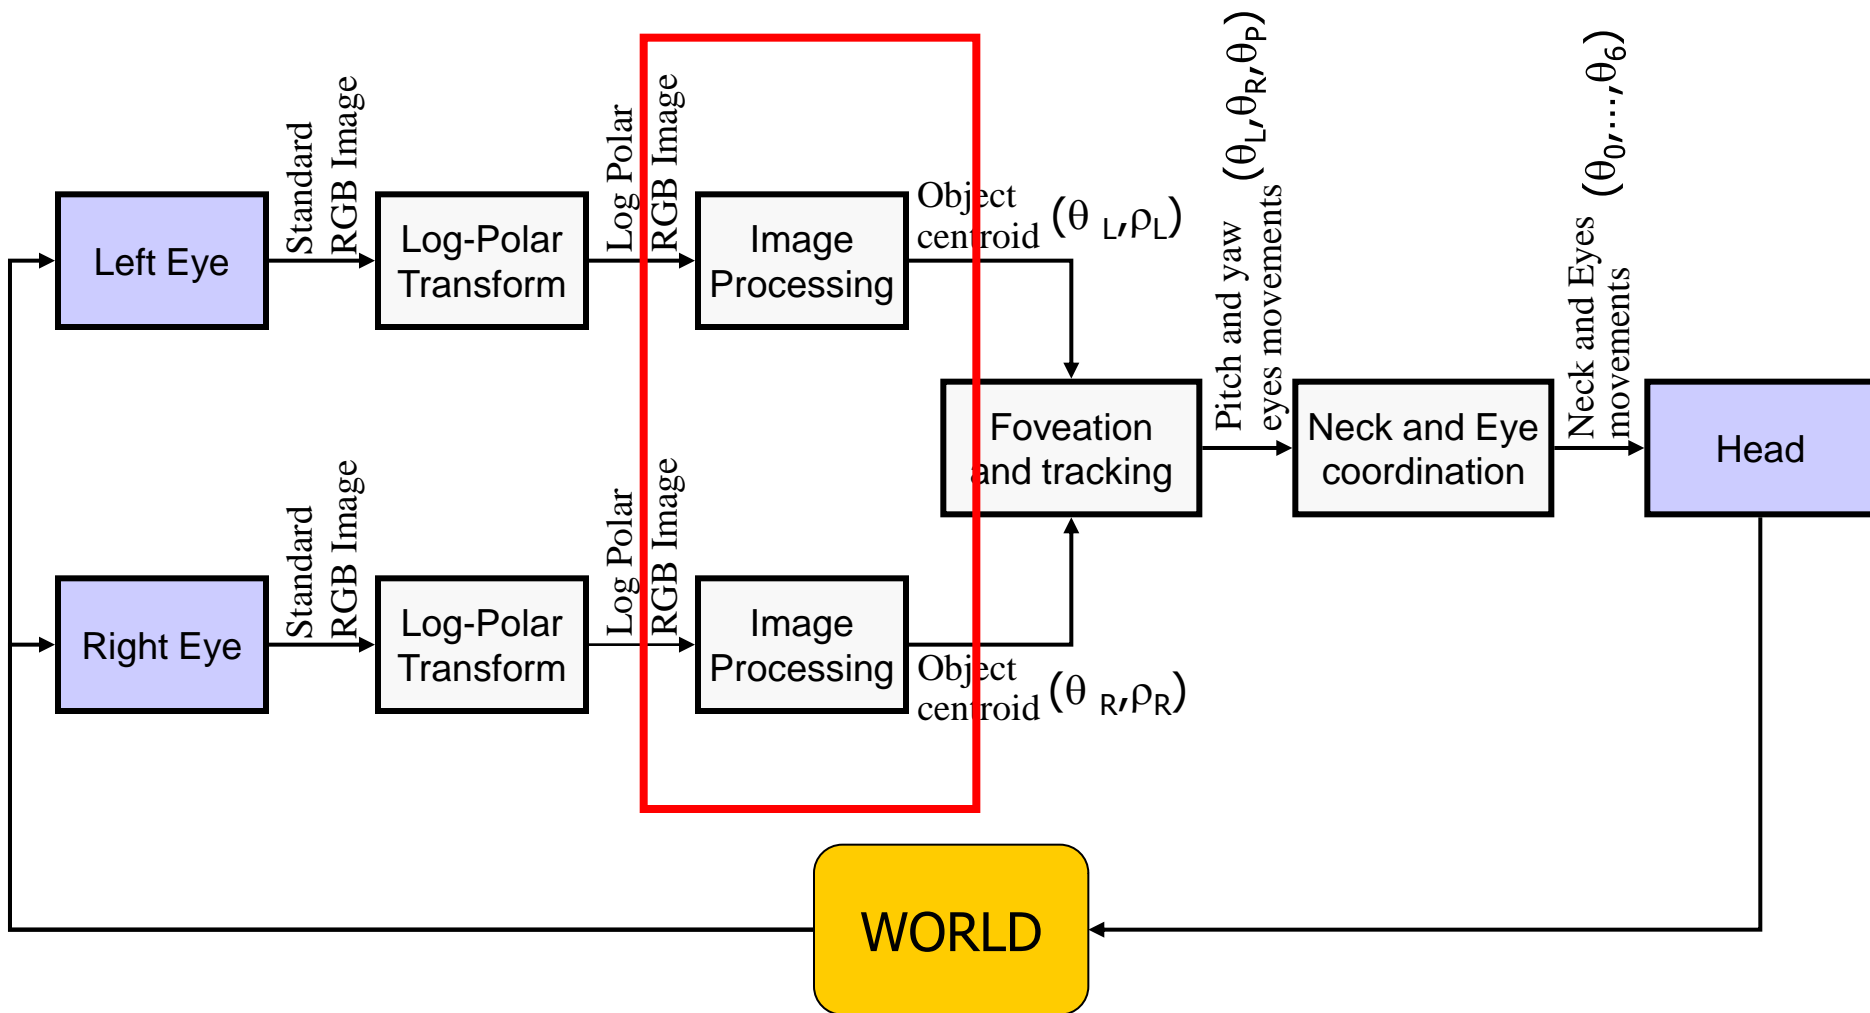 Left Eye
Standard
RGB Image
Log-Polar
Transform
Log Polar
RGB Image
Image
Processing
Object
centroid (θ L,ρL)
Right Eye
Standard
RGB Image
Log-Polar
Transform
Log Polar
RGB Image
Image
Processing
Object
centroid (θ R,ρR)
Foveation
and tracking
Pitch and yaw
eyes movements (θL,θR,θP)
Neck and Eye
coordination
Neck and Eyes
movements (θ0,...,θ6)
Head
WORLD